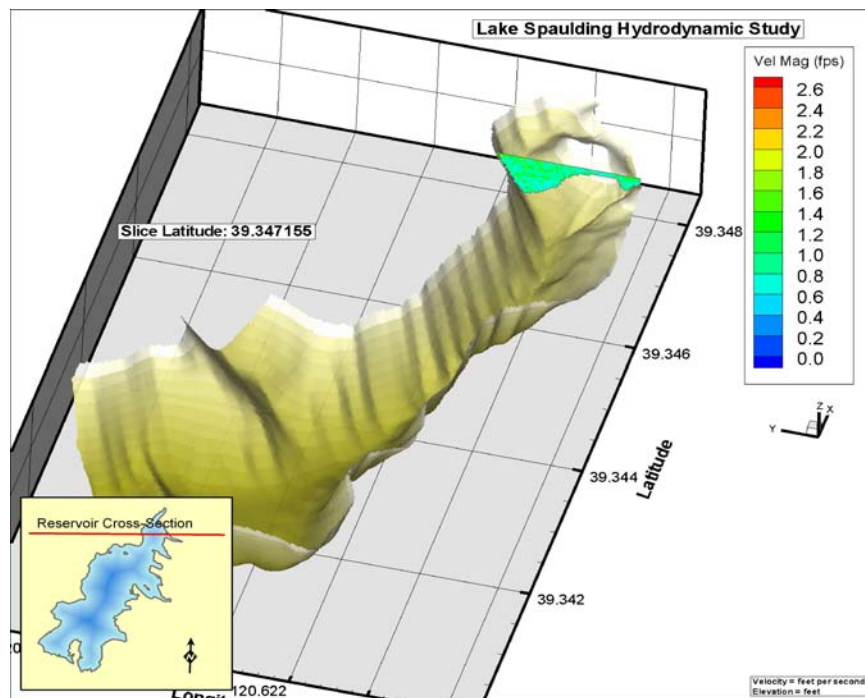 Lake Spaulding Hydrodynamic Study
Vel Mag (fps)
2.6
2.4
2.2
2.0
1.8
1.6
1.4
1.2
1.0
0.8
0.6
0.4
0.2
0.0
Slice Latitude: 39.347155
39.348
39.346
39.344
39.342
Latitude
Z
X
Y
Reservoir Cross-Section
N
120.622
Velocity = feet per second
Elevation = feet